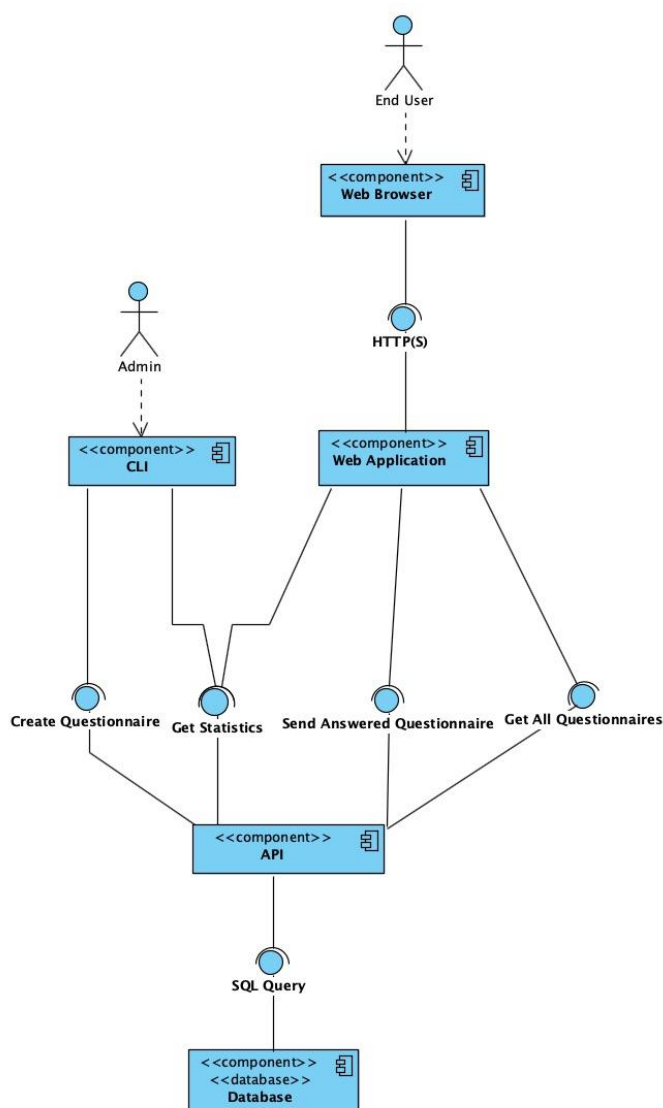 End User
<<component>>
Web Browser
HTTP(S)
Admin
<<component>>
CLI
<<component>>
Web Application
Create Questionnaire
Get Statistics
Send Answered Questionnaire
Get All Questionnaires
<<component>>
API
SQL Query
<<component>>
<<database>>
Database